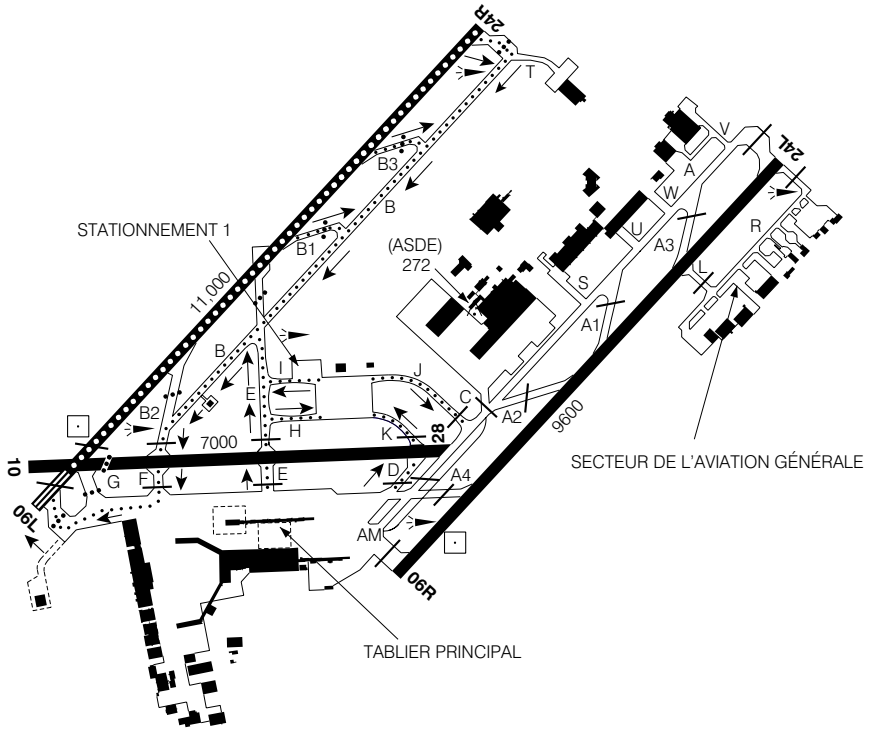 24R
T
B3
B
STATIONNEMENT 1
B1
11,000
(ASDE)
272
V
24L
A
W
U
A3
R
L
S
A1
B
I
J
E
C
A2
9600
B2
7000
H
K
28
SECTEUR DE L'AVIATION GÉNÉRALE
10
G
F
E
D
A4
06L
AM
06R
TABLIER PRINCIPAL